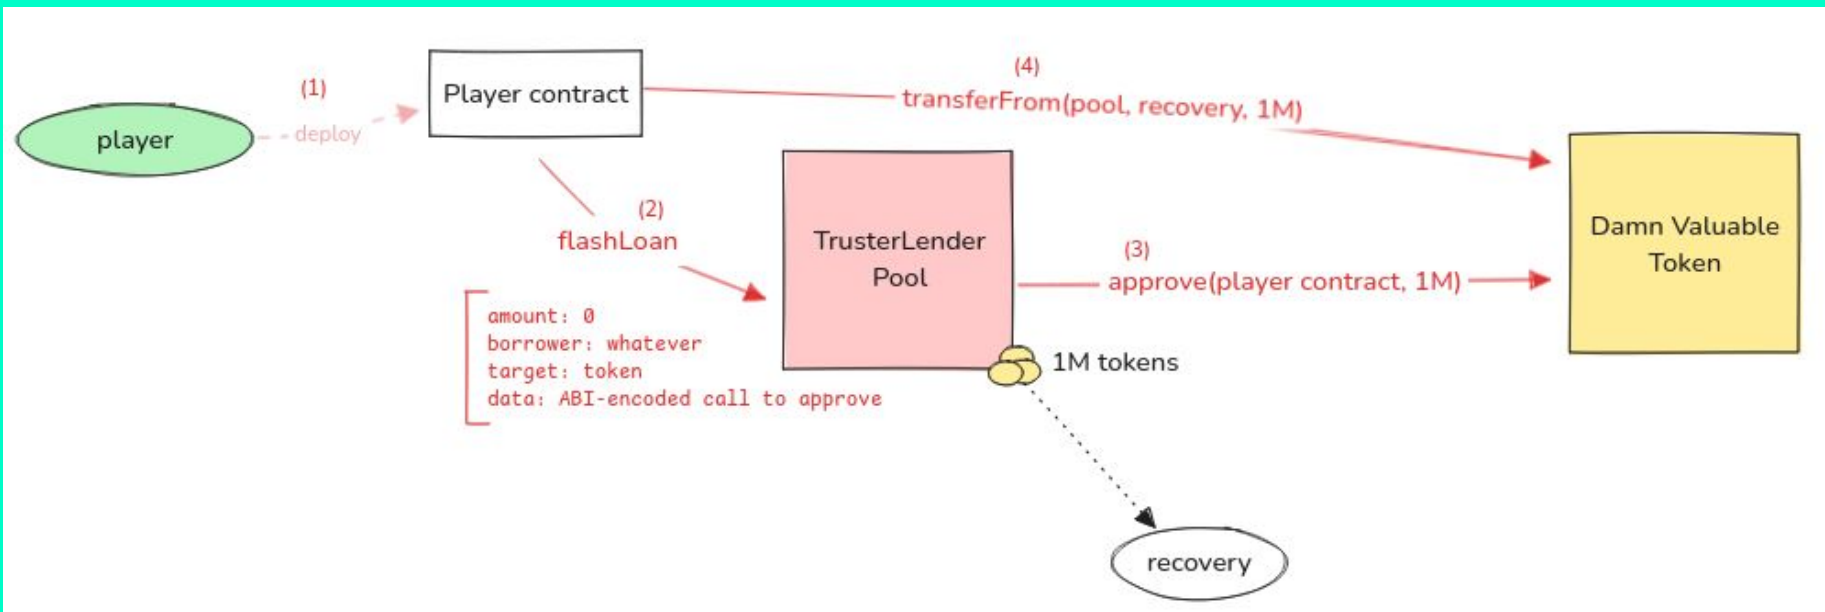 (1)
player
deploy
Player contract
(4)
transferFrom(pool, recovery, 1M)
(2)
flashLoan
amount: 0
borrower: whatever
target: token
data: ABI-encoded call to approve
TrusterLender
Pool
(3)
approve(player contract, 1M)
Damn Valuable
Token
1M tokens
recovery